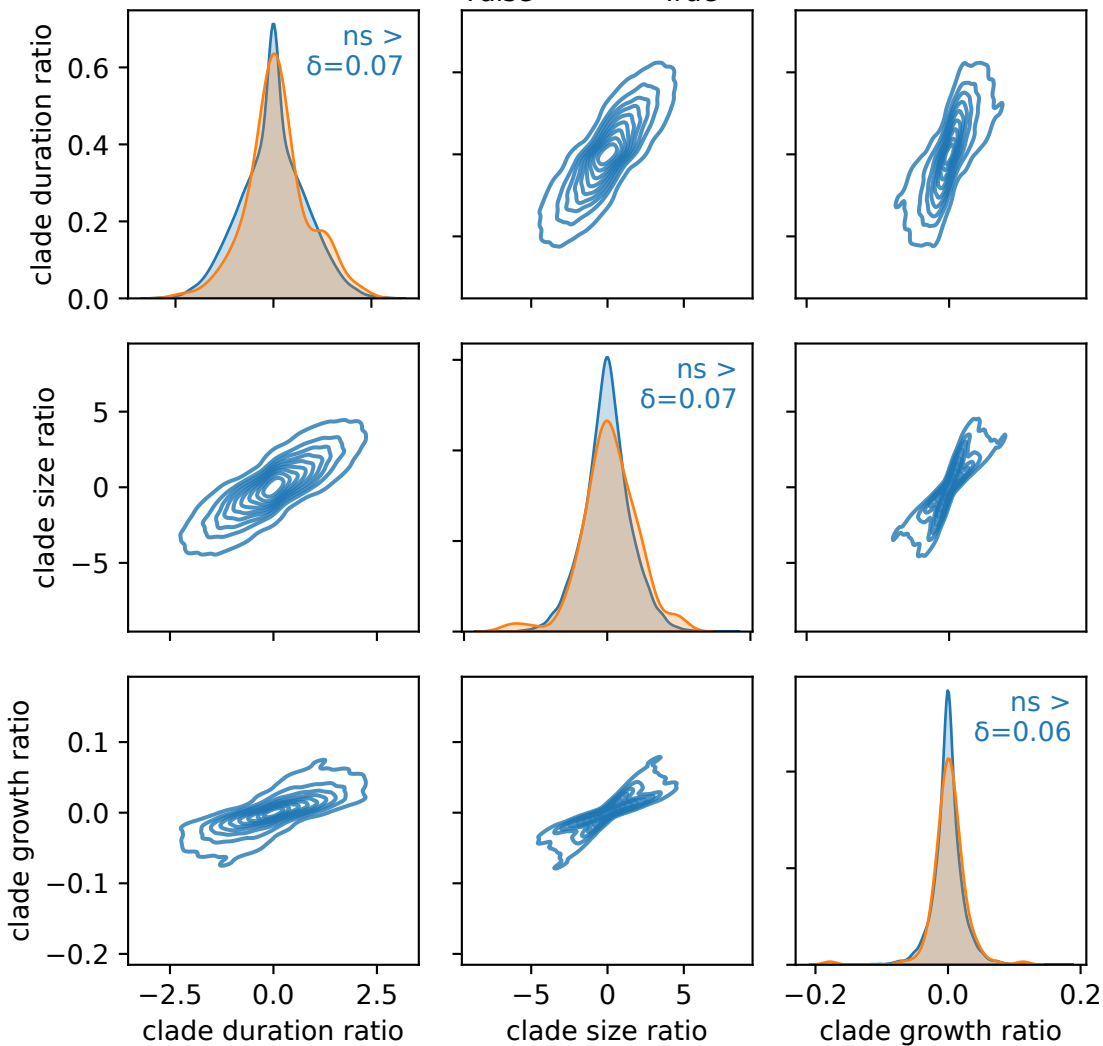 clade duration ratio
0.6
0.4
0.2
0.0
ns >
δ=0.07
clade size ratio
5
0
−5
ns >
δ=0.07
clade growth ratio
0.1
0.0
−0.1
−0.2
ns >
δ=0.06
−2.5 0.0 2.5
−5 0 5
−0.2 0.0 0.2
clade duration ratio
clade size ratio
clade growth ratio